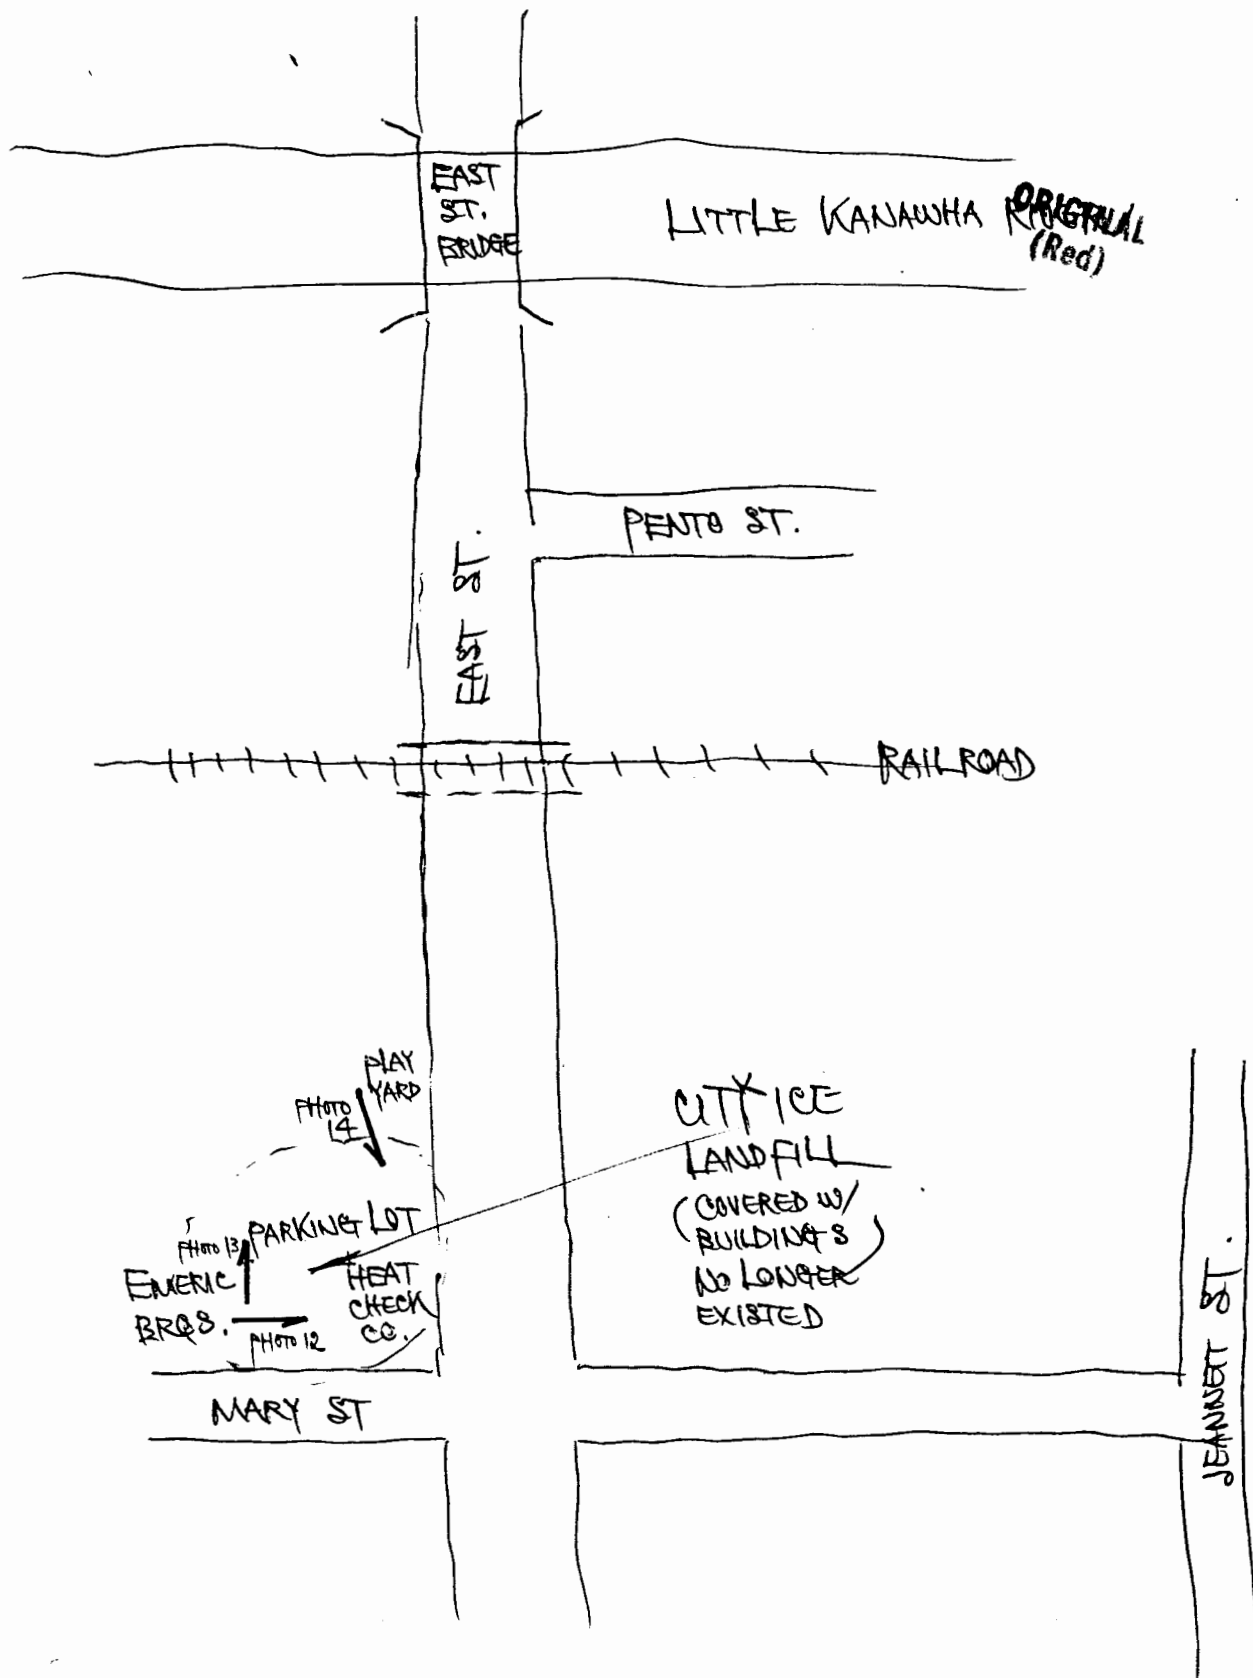 EAST
ST.
BRIDGE
LITTLE KANAWHA
ORIGINAL
(Red)
PENTO ST.
EAST ST.
RAILROAD
PLAY
YARD
PHOTO
14
CITY ICE
LANDFILL
(COVERED W/
BUILDINGS)
NO LONGER
EXISTED
PARKING LOT
PHOTO 13
EMERIC
BROS.
HEAT
CHECK
CO.
PHOTO 12
MARY ST
JEANNETT ST.